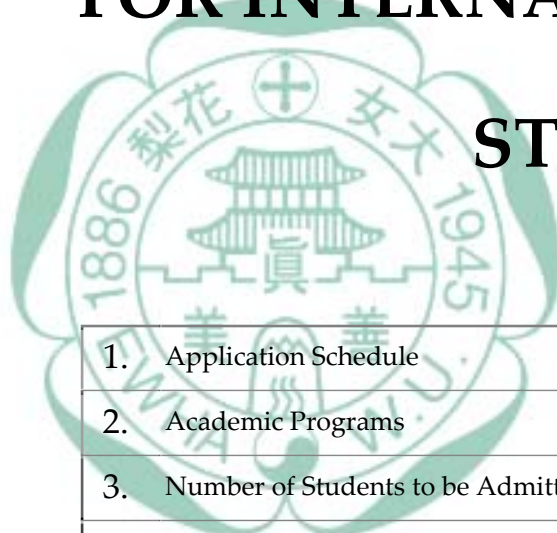 FOR INTERNA
ST
梨花 女大
1886 1945
眞
美 善
EWHA W.U.
1. Application Schedule
2. Academic Programs
3. Number of Students to be Admitt